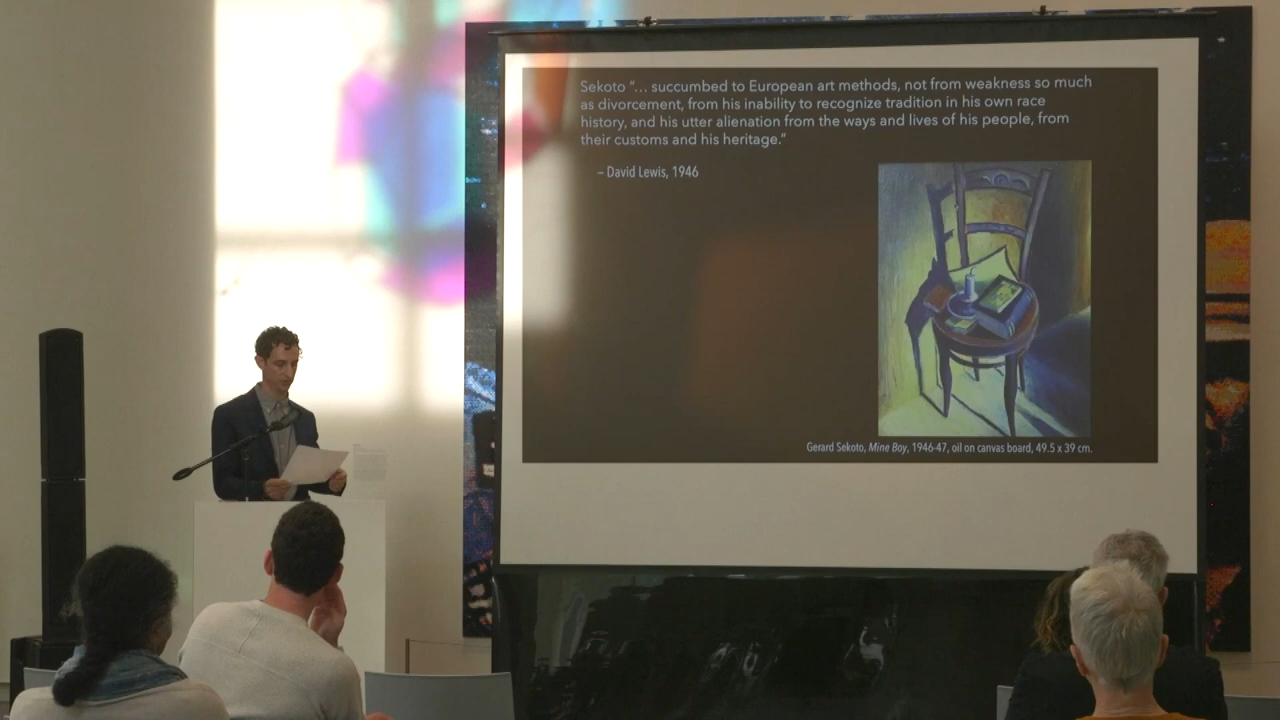 Sekoto “... succumbed to European art methods, not from weakness so much
as divorcement, from his inability to recognize tradition in his own race
history, and his utter alienation from the ways and lives of his people, from
their customs and his heritage.”
– David Lewis, 1946
Gerard Sekoto, Mine Boy, 1946-47, oil on canvas board, 49.5 x 39 cm.